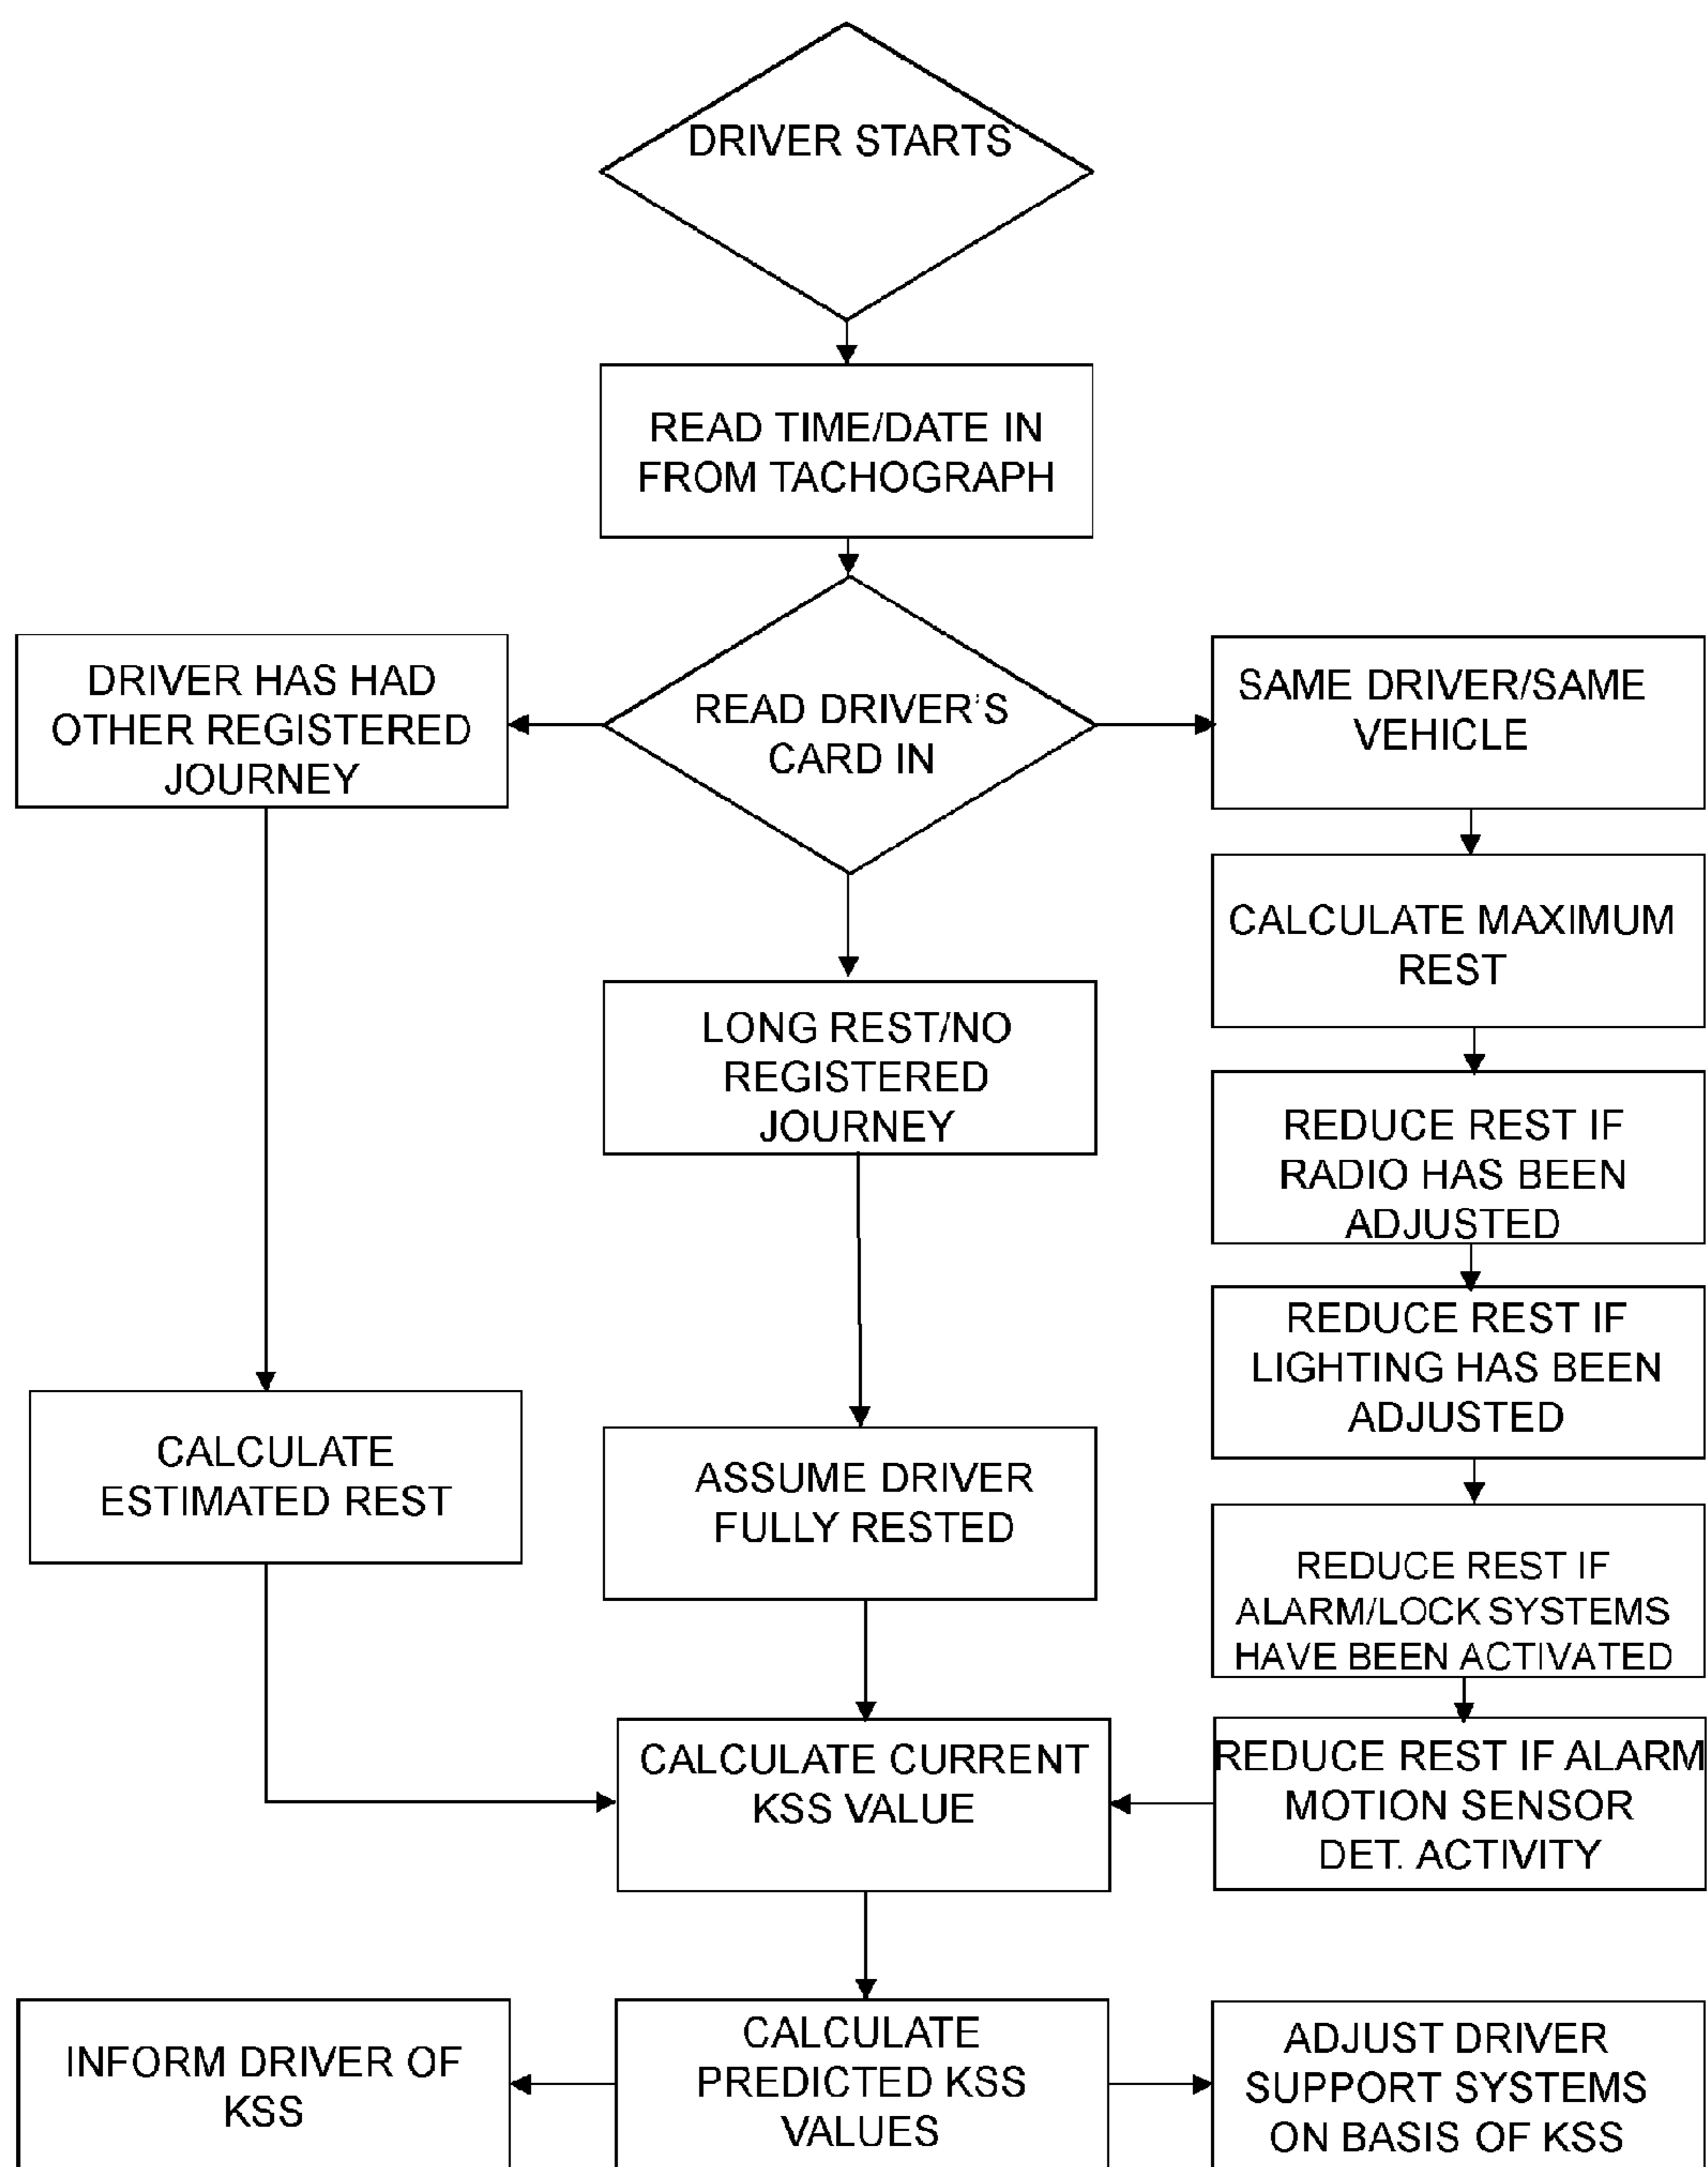 DRIVER STARTS
READ TIME/DATE IN
FROM TACHOGRAPH
DRIVER HAS HAD
OTHER REGISTERED
JOURNEY
READ DRIVER'S
CARD IN
SAME DRIVER/SAME
VEHICLE
CALCULATE MAXIMUM
REST
LONG REST/NO
REGISTERED
JOURNEY
REDUCE REST IF
RADIO HAS BEEN
ADJUSTED
REDUCE REST IF
LIGHTING HAS BEEN
ADJUSTED
CALCULATE
ESTIMATED REST
ASSUME DRIVER
FULLY RESTED
REDUCE REST IF
ALARM/LOCK SYSTEMS
HAVE BEEN ACTIVATED
CALCULATE CURRENT
KSS VALUE
REDUCE REST IF ALARM
MOTION SENSOR
DET. ACTIVITY
INFORM DRIVER OF
KSS
CALCULATE
PREDICTED KSS
VALUES
ADJUST DRIVER
SUPPORT SYSTEMS
ON BASIS OF KSS